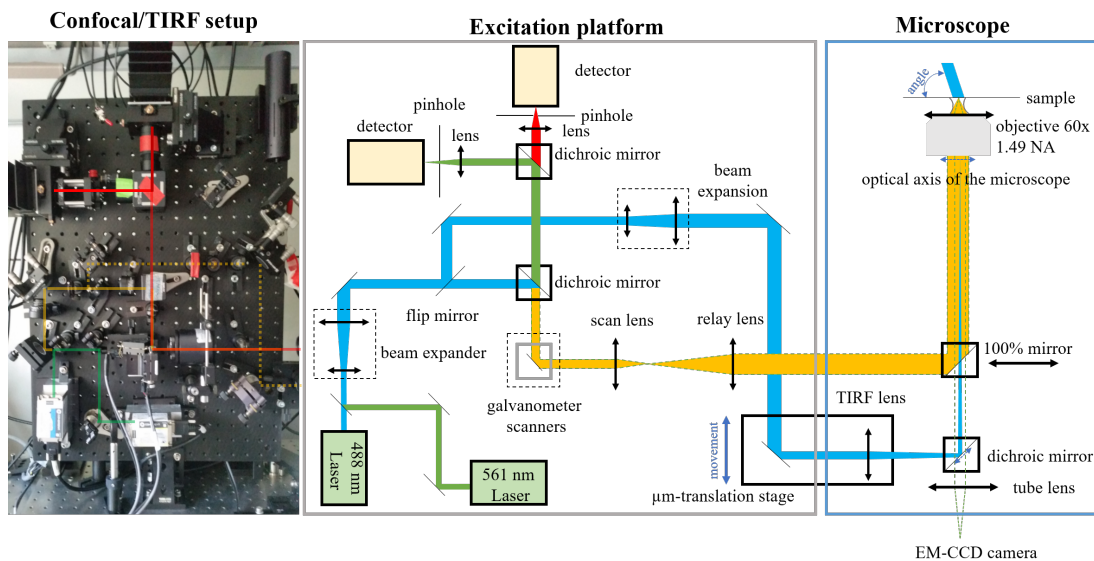 Confocal/TIRF setup
Excitation platform
Microscope
detector
pinhole
lens
detector
pinhole
lens
dichroic mirror
beam
expansion
dichroic mirror
flip mirror
beam expander
scan lens
relay lens
galvanometer
scanners
488 nm
Laser
561 nm
Laser
movement
TIRF lens
µm-translation stage
angle
sample
objective 60x
1.49 NA
optical axis of the microscope
100% mirror
dichroic mirror
tube lens
EM-CCD camera